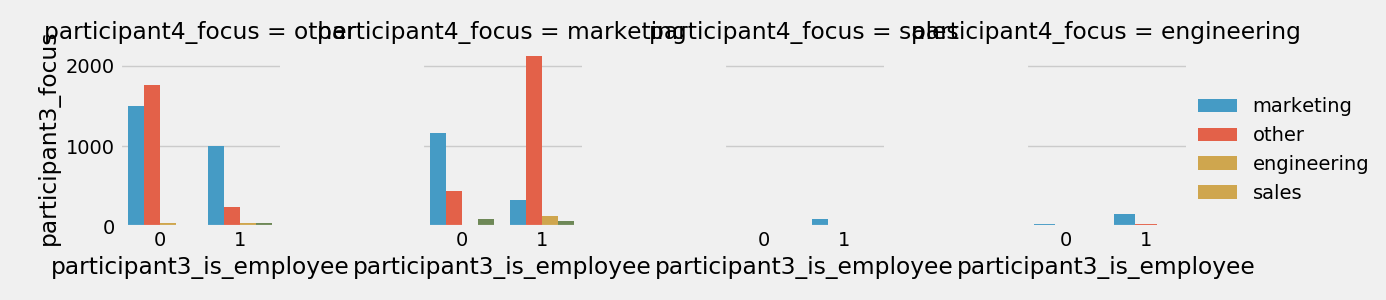 participant4_focus = other
participant4_focus = marketing
participant4_focus = sales
participant4_focus = engineering
participant3_focus
2000
1000
0
0 1
0 1
0 1
0 1
participant3_is_employee
participant3_is_employee
participant3_is_employee
participant3_is_employee
marketing
other
engineering
sales